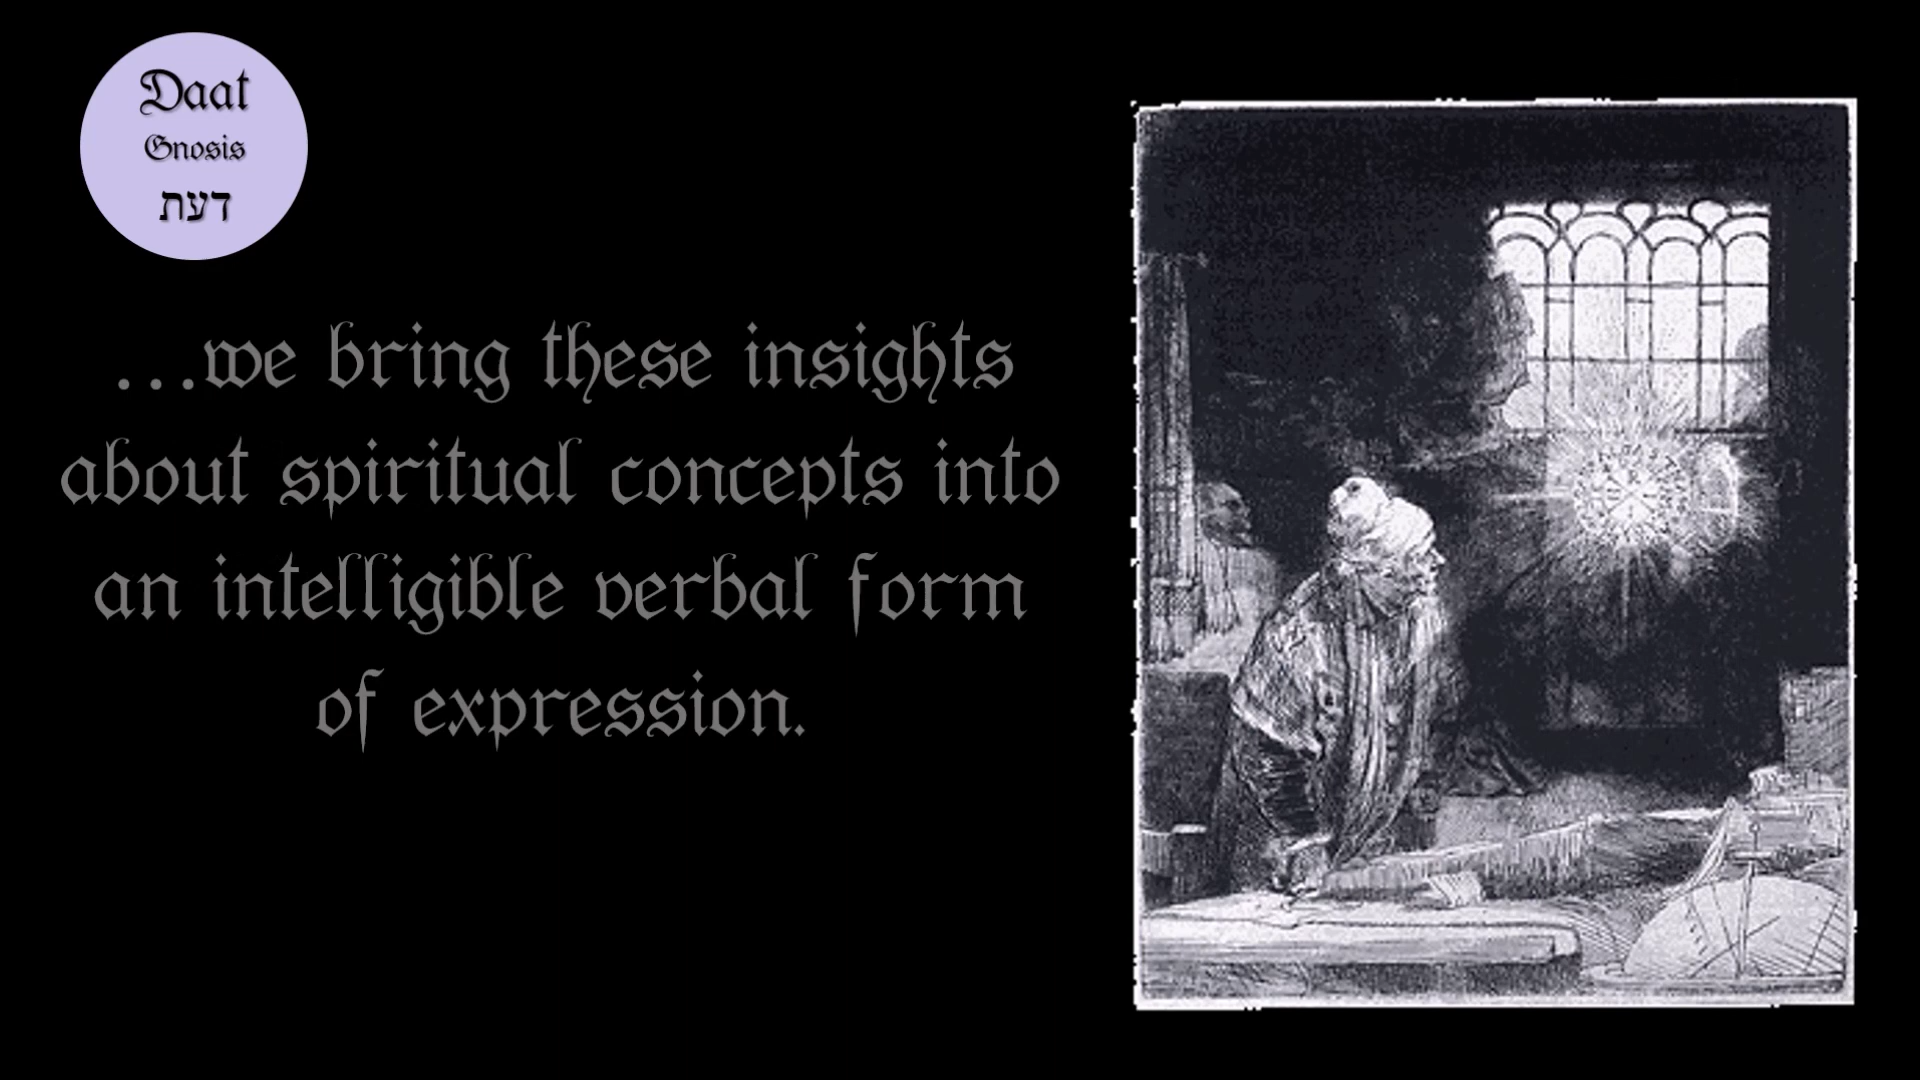 Daat
Gnosis
דעת
...we bring these insights
about spiritual concepts into
an intelligible verbal form
of expression.